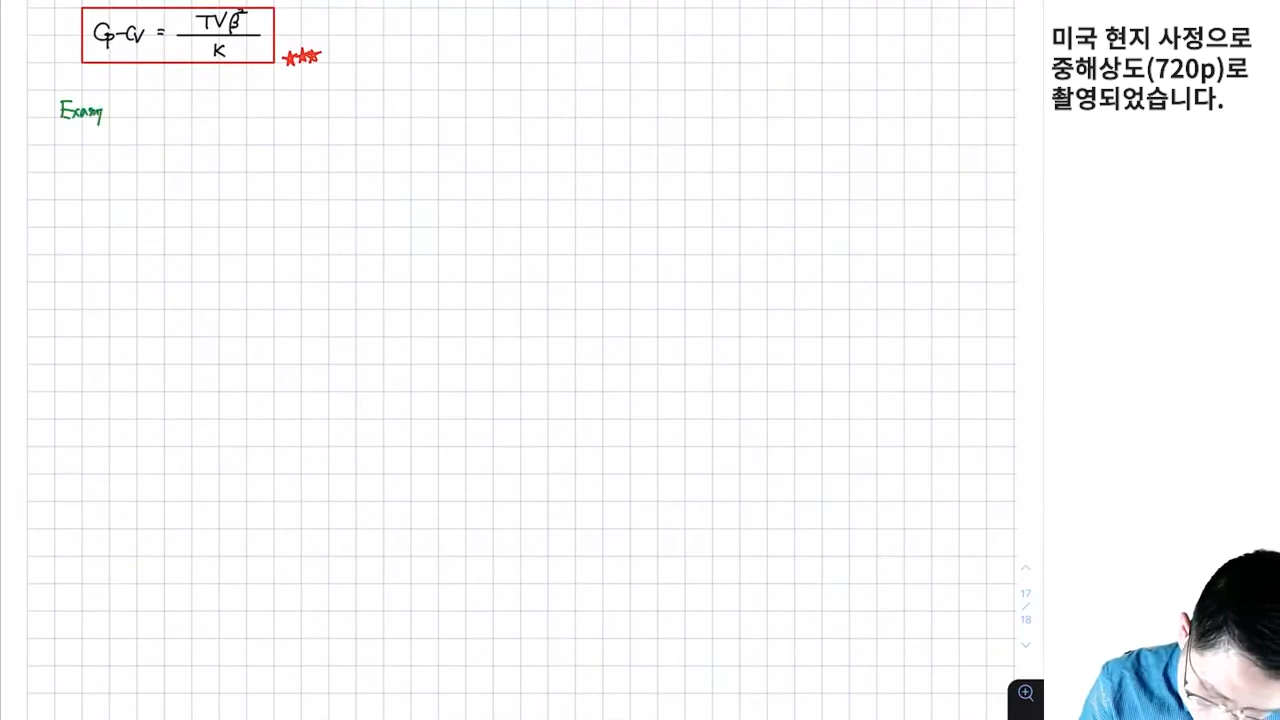 Cp-Cv = TVβ² / κ
★★★
Examp
미국 현지 사정으로
중해상도(720p)로
촬영되었습니다.
17
/
18